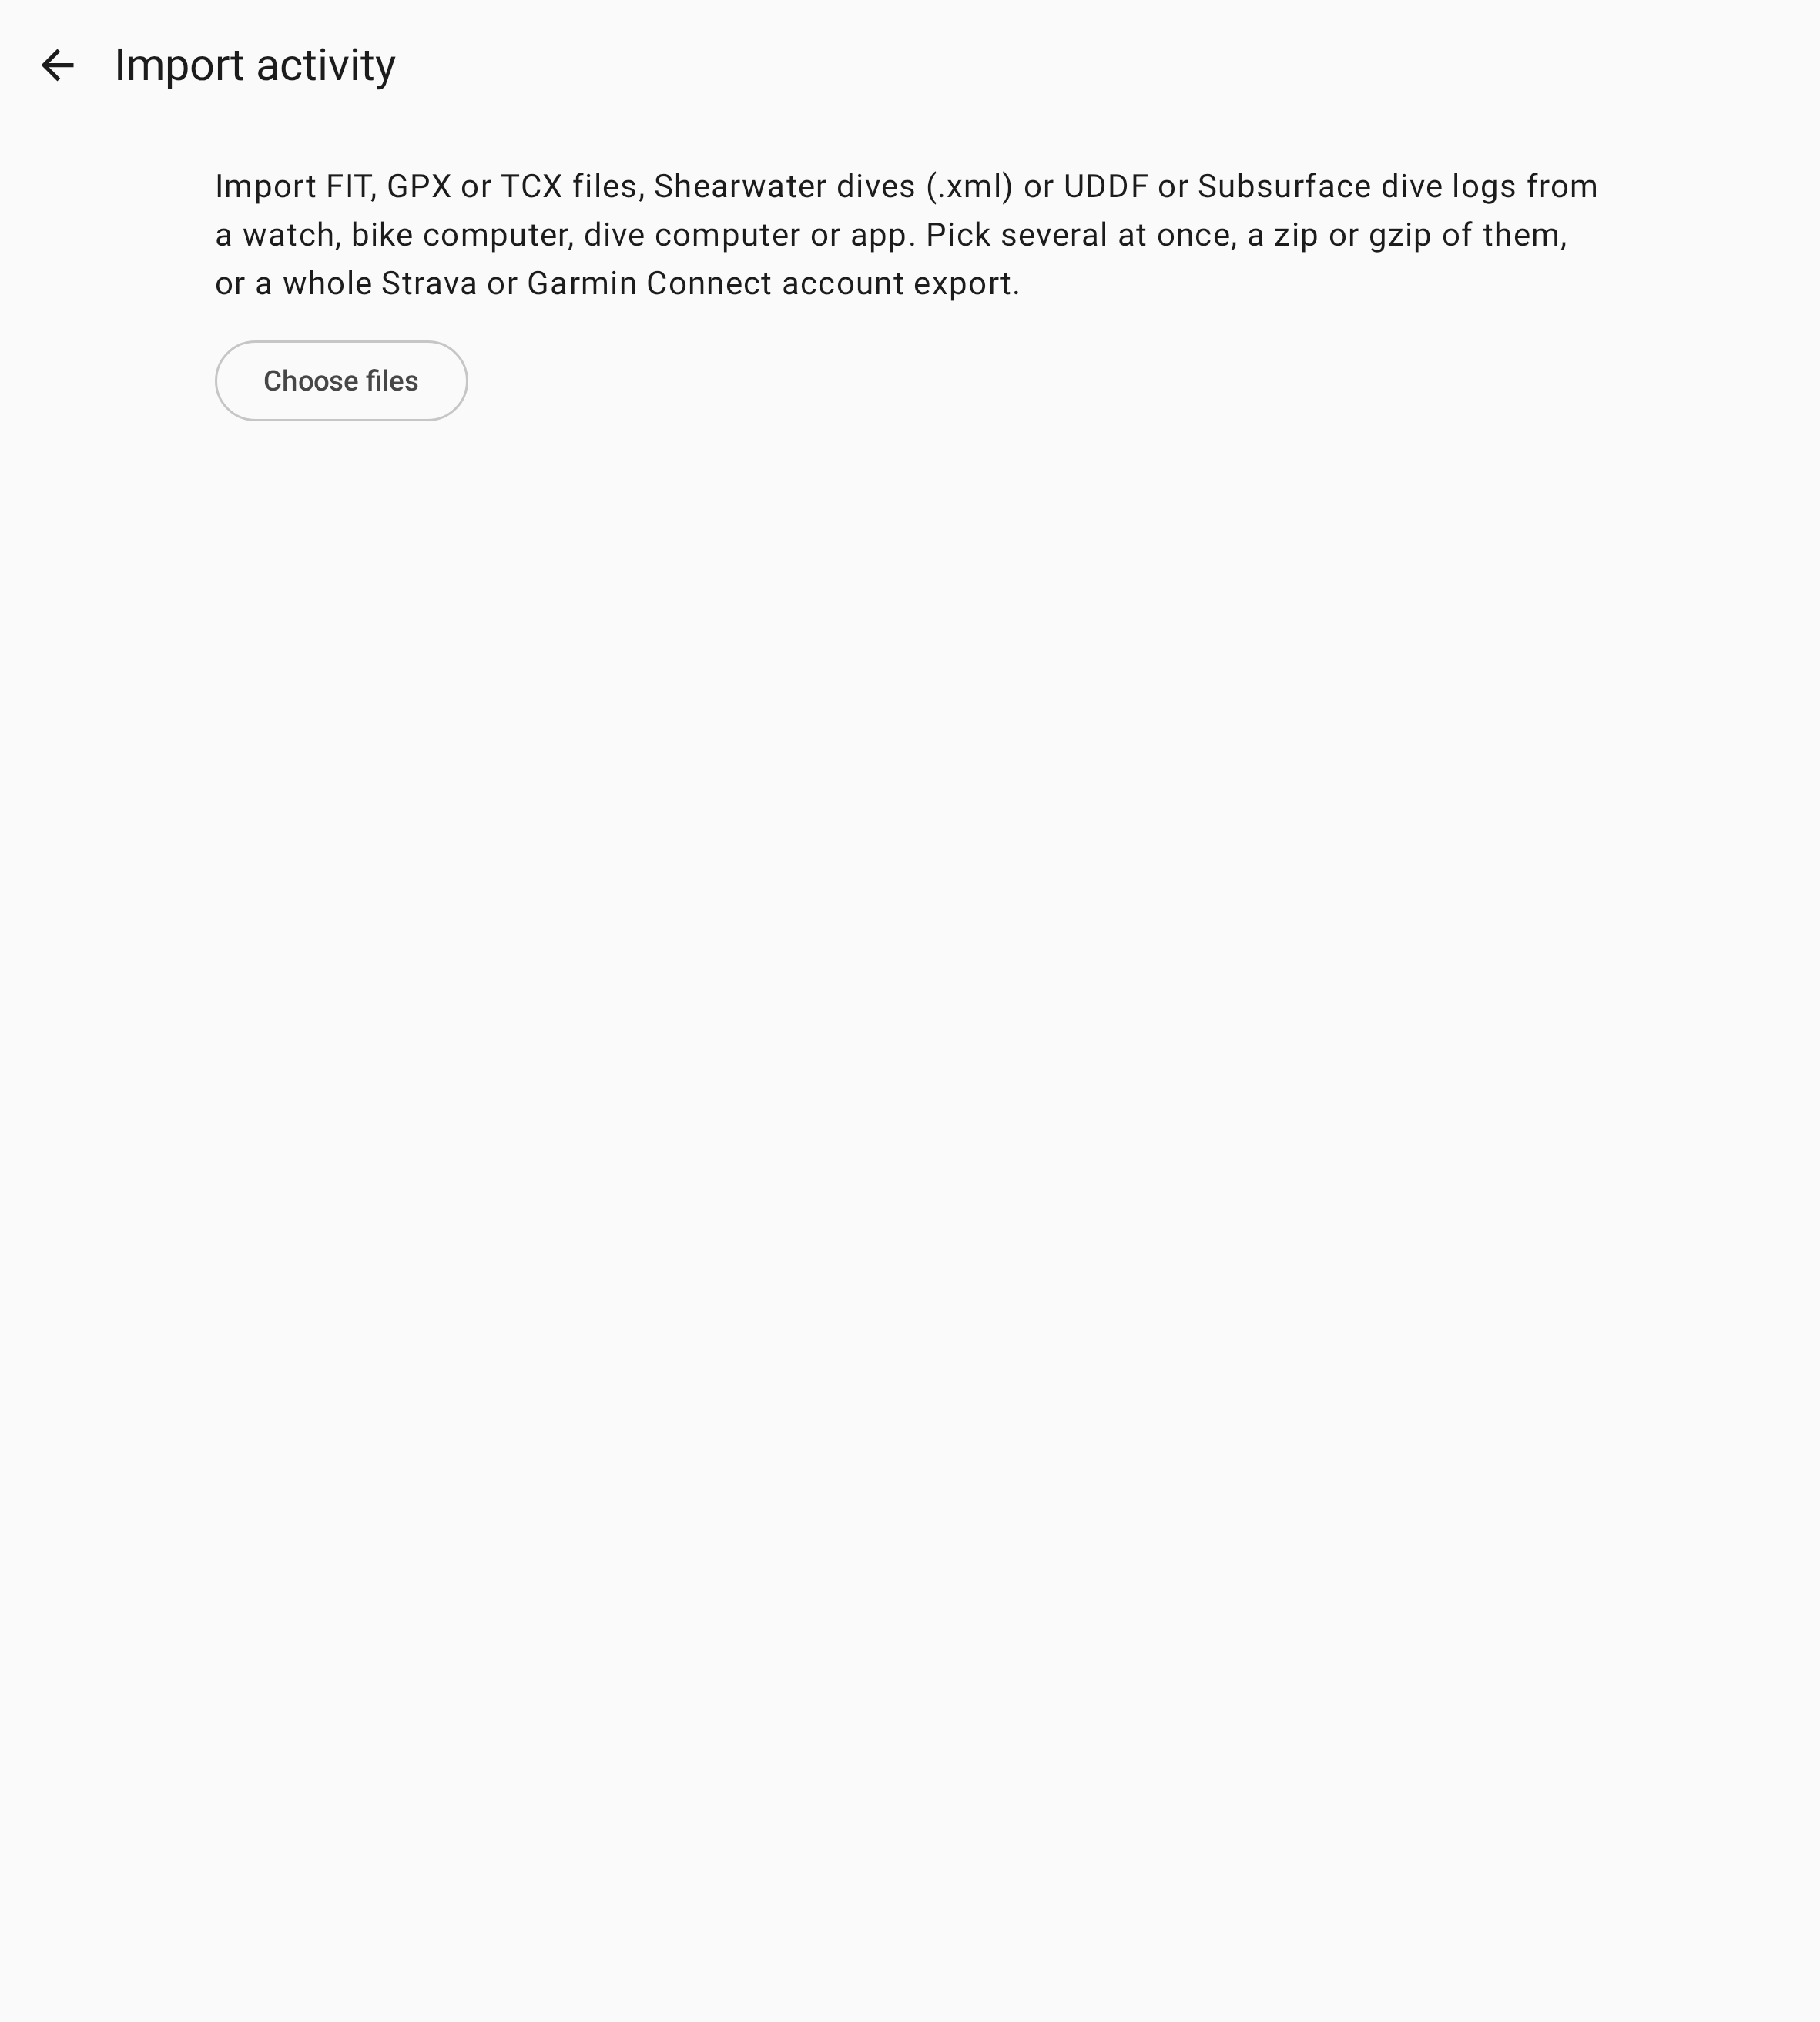 Import activity
Import FIT, GPX or TCX files, Shearwater dives (.xml) or UDDF or Subsurface dive logs from
a watch, bike computer, dive computer or app. Pick several at once, a zip or gzip of them,
or a whole Strava or Garmin Connect account export.
Choose files